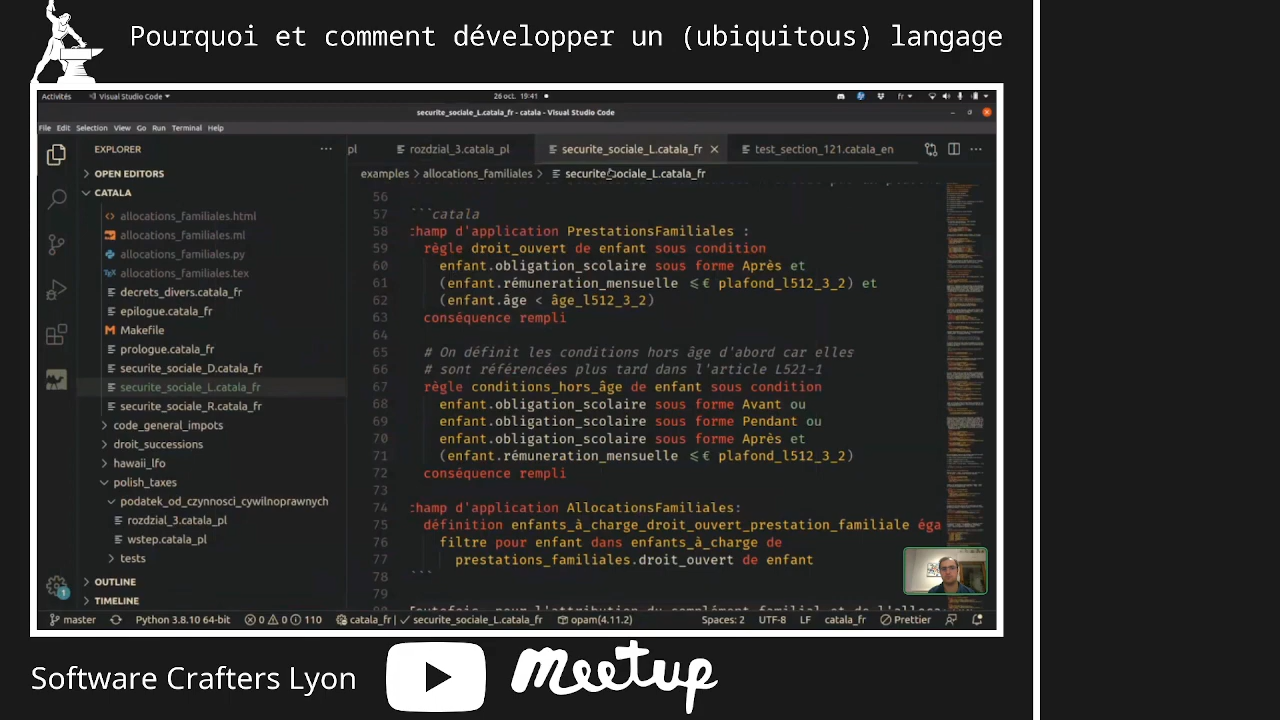 Pourquoi et comment développer un (ubiquitous) langage
Activités
Visual Studio Code
26 oct. 19:41
fr
securite_sociale_L.catala_fr - catala - Visual Studio Code
File Edit Selection View Go Run Terminal Help
EXPLORER
OPEN EDITORS
CATALA
allocations_familiales.html
allocations_familiales.ml
allocations_familiales.py
allocations_familiales.tex
decrets_divers.catala_fr
epilogue.catala_fr
Makefile
prologue.catala_fr
securite_sociale_D.catala_fr
securite_sociale_L.catala_fr
securite_sociale_R.catala_fr
code_general_impots
droit_successions
hawaii_lfo
polish_taxes
podatek_od_czynnosci_cywilnoprawnych
rozdzial_3.catala_pl
wstep.catala_pl
tests
OUTLINE
TIMELINE
pl rozdzial_3.catala_pl securite_sociale_L.catala_fr test_section_121.catala_en
examples > allocations_familiales > securite_sociale_L.catala_fr
56
57 ```catala
58 :hamp d'application PrestationsFamiliales :
59 règle droit_ouvert de enfant sous condition
60 enfant.obligation_scolaire sous forme Après et
61 (enfant.rémuneration_mensuelle <=€ plafond_l512_3_2) et
62 (enfant.âge < âge_l512_3_2)
63 conséquence rempli
64
65 # On définit les conditions hors âge d'abord car elles
66 # sont référencées plus tard dans l'article L521-1
67 règle conditions_hors_âge de enfant sous condition
68 enfant.obligation_scolaire sous forme Avant ou
69 enfant.obligation_scolaire sous forme Pendant ou
70 enfant.obligation_scolaire sous forme Après et
71 (enfant.rémuneration_mensuelle <=€ plafond_l512_3_2)
72 conséquence rempli
73
74 :hamp d'application AllocationsFamiliales:
75 définition enfants_à_charge_droit_ouvert_prestation_familiale éga
76 filtre pour enfant dans enfants_à_charge de
77 prestations_familiales.droit_ouvert de enfant
78 ```
master Python 3.8.10 64-bit 0 0 110 catala_fr | ✓ securite_sociale_L.catala_fr opam(4.11.2) Spaces: 2 UTF-8 LF catala_fr Prettier
Software Crafters Lyon
meetup